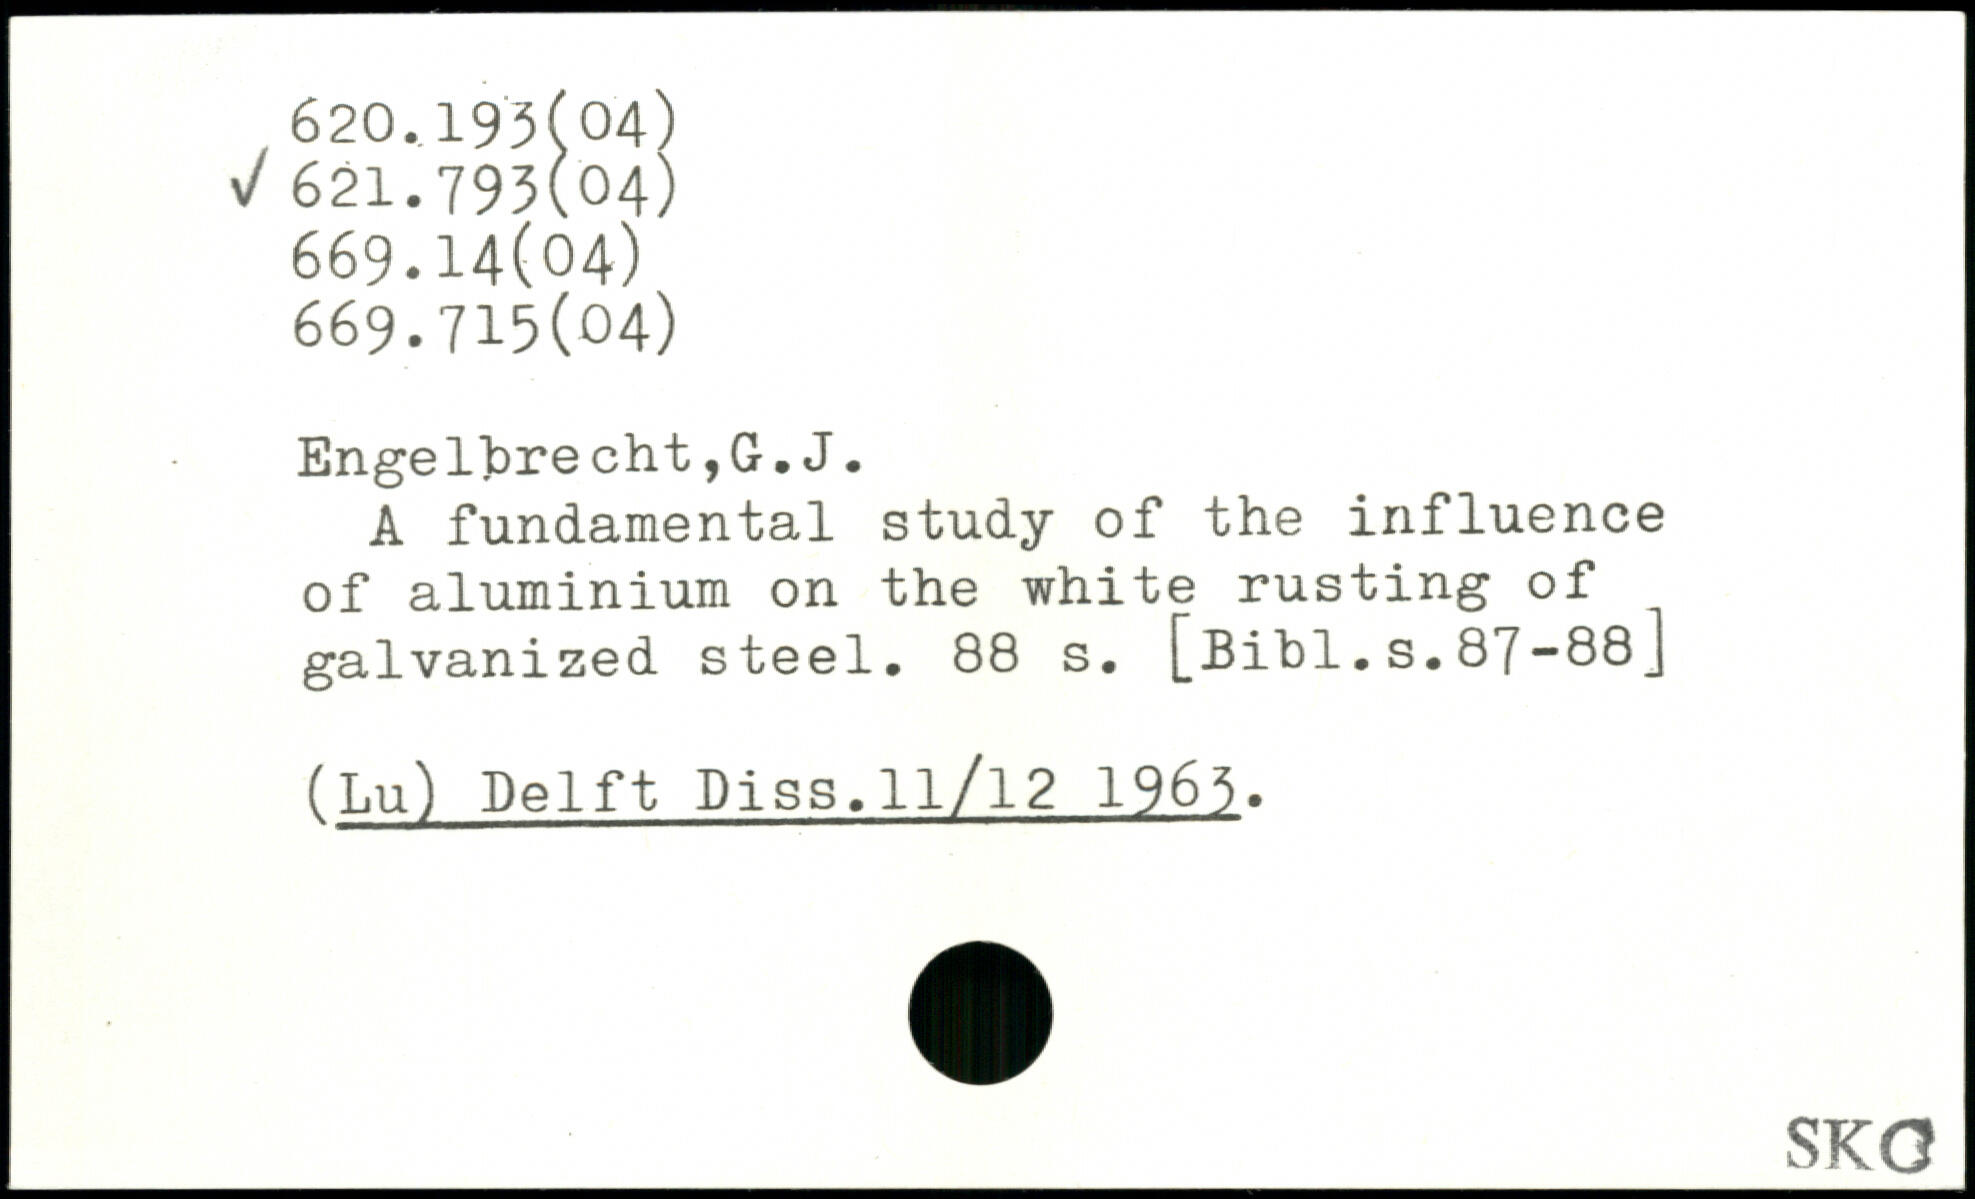 620.193(04)
✓ 621.793(04)
669.14(04)
669.715(04)
Engelbrecht,G.J.
A fundamental study of the influence
of aluminium on the white rusting of
galvanized steel. 88 s. [Bibl.s.87-88]
(Lu) Delft Diss.11/12 1963.